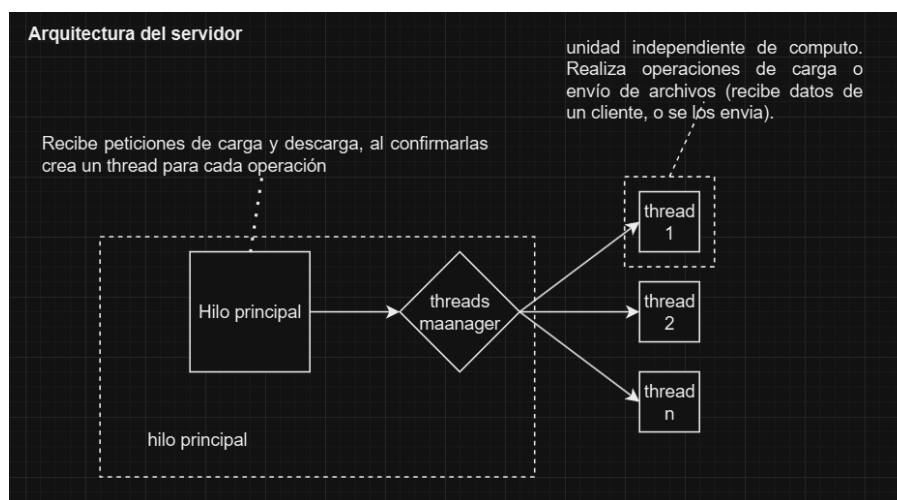 Arquitectura del servidor
unidad independiente de computo.
Realiza operaciones de carga o
envío de archivos (recibe datos de
un cliente, o se los envia).
Recibe peticiones de carga y descarga, al confirmarlas
crea un thread para cada operación
thread
1
Hilo principal
threads
maanager
thread
2
thread
n
hilo principal